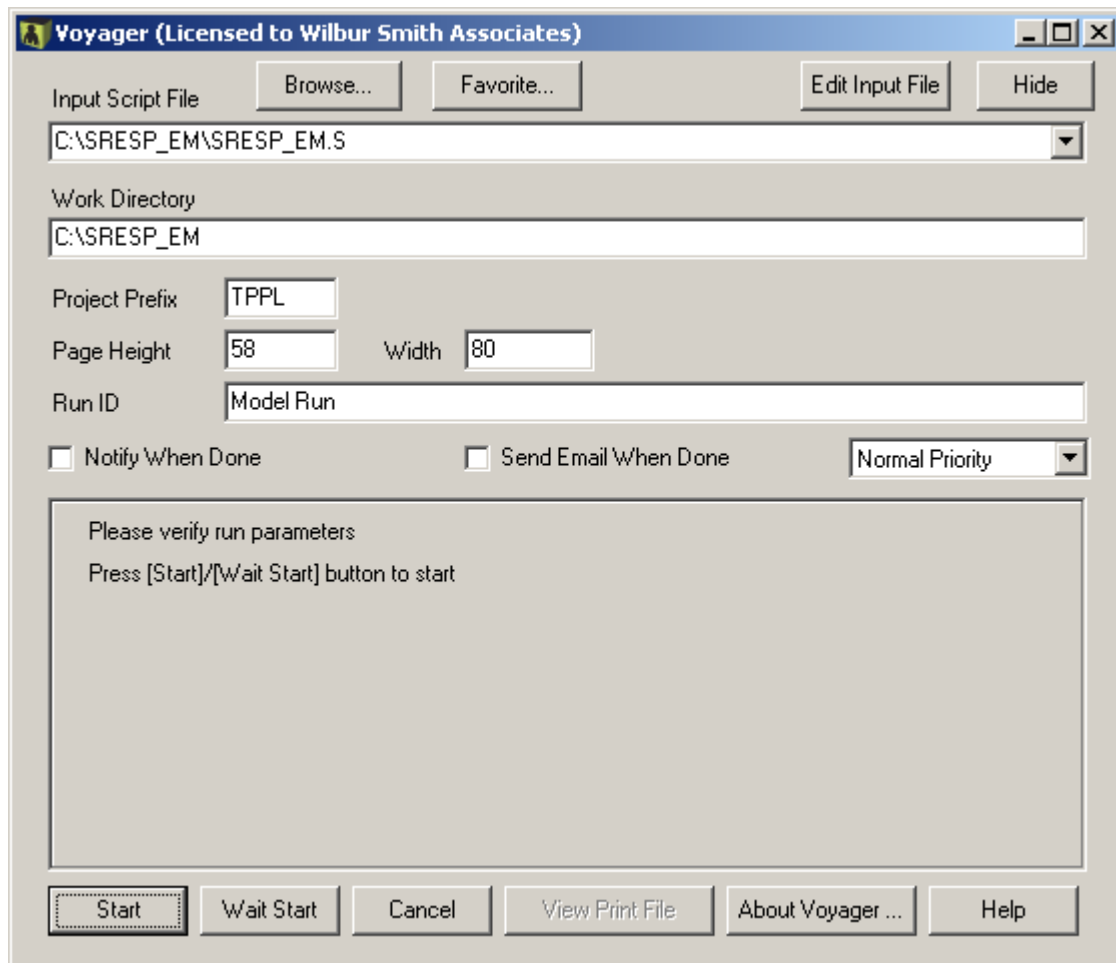 Voyager (Licensed to Wilbur Smith Associates)
Input Script File Browse... Favorite... Edit Input File Hide
C:\SRESP_EM\SRESP_EM.S
Work Directory
C:\SRESP_EM
Project Prefix TPPL
Page Height 58 Width 80
Run ID Model Run
Notify When Done Send Email When Done Normal Priority
Please verify run parameters
Press [Start]/[Wait Start] button to start
Start Wait Start Cancel View Print File About Voyager ... Help